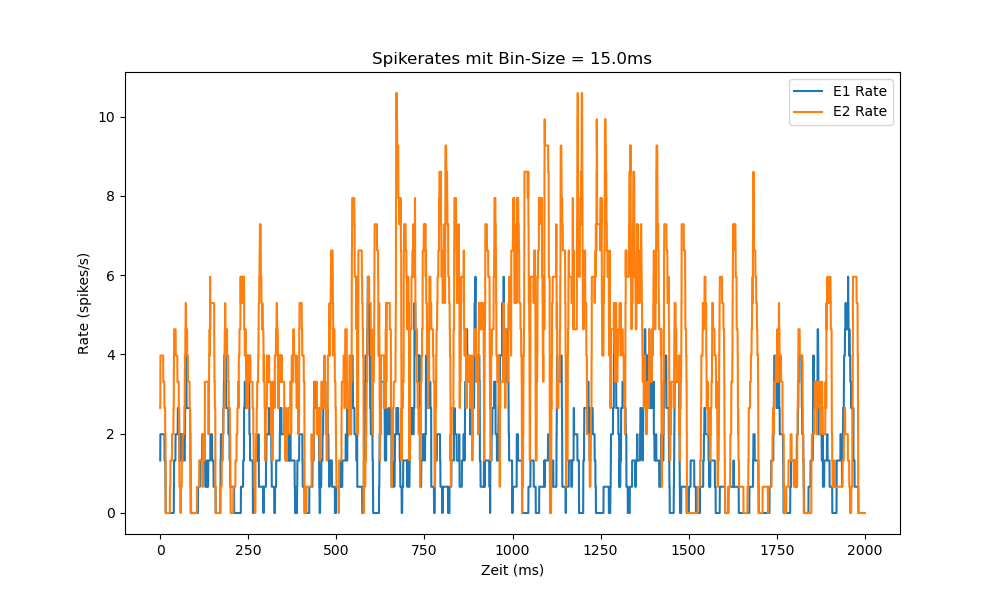 Spikerates mit Bin-Size = 15.0ms
E1 Rate
E2 Rate
Rate (spikes/s)
10
8
6
4
2
0
0 250 500 750 1000 1250 1500 1750 2000
Zeit (ms)